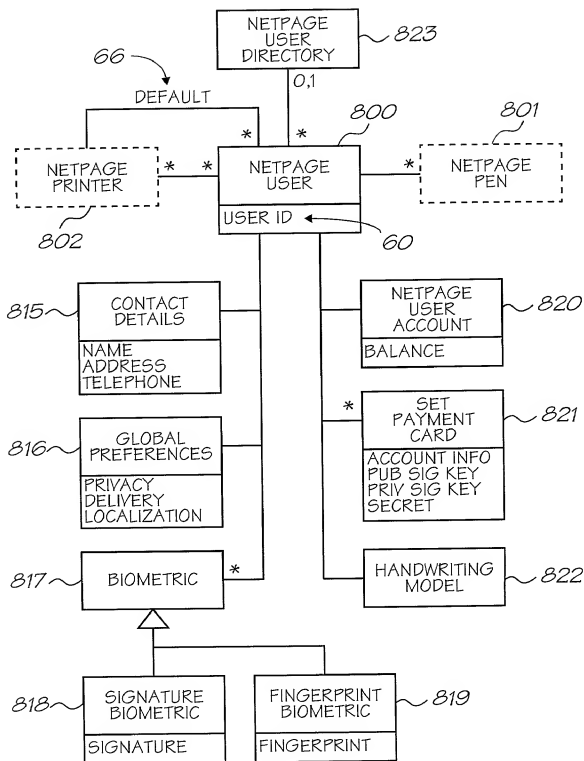 NETPAGE
USER
DIRECTORY
823
66
0,1
DEFAULT
*
*
800
801
NETPAGE
PRINTER
*
*
NETPAGE
USER
*
NETPAGE
PEN
802
USER ID
60
815
CONTACT
DETAILS
NAME
ADDRESS
TELEPHONE
NETPAGE
USER
ACCOUNT
820
BALANCE
816
GLOBAL
PREFERENCES
PRIVACY
DELIVERY
LOCALIZATION
*
SET
PAYMENT
CARD
821
ACCOUNT INFO
PUB SIG KEY
PRIV SIG KEY
SECRET
817
BIOMETRIC
*
HANDWRITING
MODEL
822
818
SIGNATURE
BIOMETRIC
SIGNATURE
FINGERPRINT
BIOMETRIC
819
FINGERPRINT